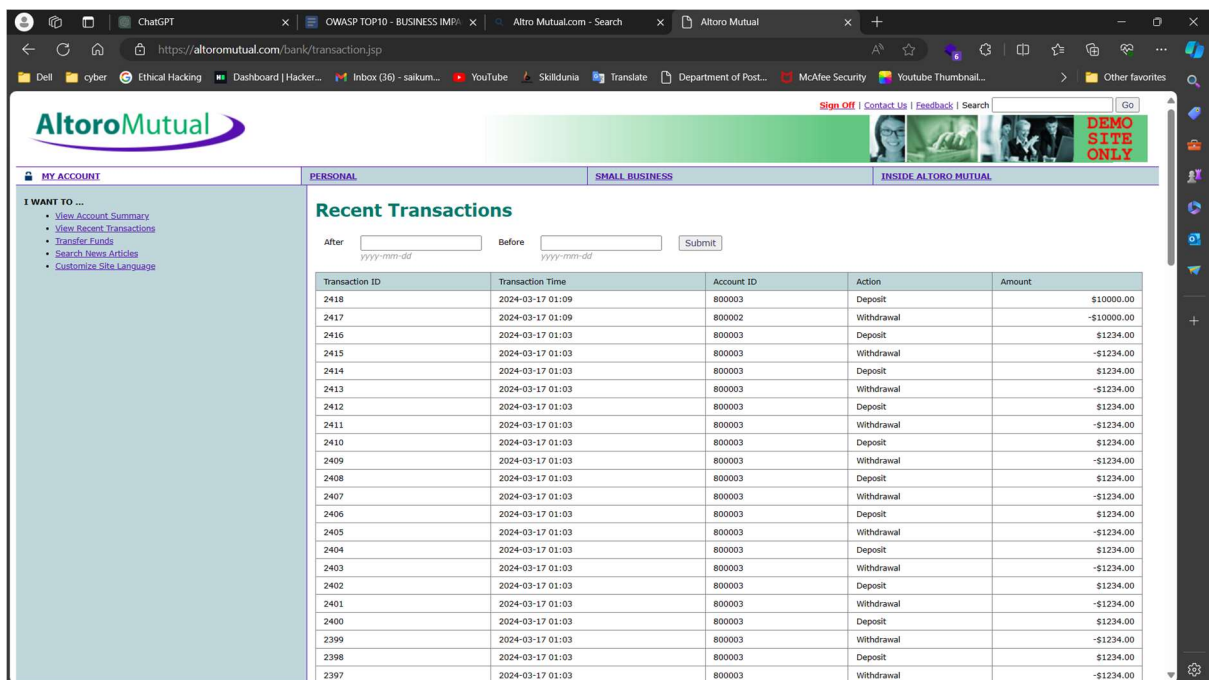 ChatGPT
OWASP TOP10 - BUSINESS IMPA
Altro Mutual.com - Search
Altoro Mutual
https://altoromutual.com/bank/transaction.jsp
6
Dell cyber Ethical Hacking Dashboard | Hacker... Inbox (36) - saikum... YouTube Skilldunia Translate Department of Post... McAfee Security Youtube Thumbnail... Other favorites
Sign Off | Contact Us | Feedback | Search Go
AltoroMutual
DEMO
SITE
ONLY
MY ACCOUNT PERSONAL SMALL BUSINESS INSIDE ALTORO MUTUAL
I WANT TO ...
View Account Summary
View Recent Transactions
Transfer Funds
Search News Articles
Customize Site Language
Recent Transactions
After Before Submit
yyyy-mm-dd yyyy-mm-dd
Transaction ID Transaction Time Account ID Action Amount
2418 2024-03-17 01:09 800003 Deposit $10000.00
2417 2024-03-17 01:09 800002 Withdrawal -$10000.00
2416 2024-03-17 01:03 800003 Deposit $1234.00
2415 2024-03-17 01:03 800003 Withdrawal -$1234.00
2414 2024-03-17 01:03 800003 Deposit $1234.00
2413 2024-03-17 01:03 800003 Withdrawal -$1234.00
2412 2024-03-17 01:03 800003 Deposit $1234.00
2411 2024-03-17 01:03 800003 Withdrawal -$1234.00
2410 2024-03-17 01:03 800003 Deposit $1234.00
2409 2024-03-17 01:03 800003 Withdrawal -$1234.00
2408 2024-03-17 01:03 800003 Deposit $1234.00
2407 2024-03-17 01:03 800003 Withdrawal -$1234.00
2406 2024-03-17 01:03 800003 Deposit $1234.00
2405 2024-03-17 01:03 800003 Withdrawal -$1234.00
2404 2024-03-17 01:03 800003 Deposit $1234.00
2403 2024-03-17 01:03 800003 Withdrawal -$1234.00
2402 2024-03-17 01:03 800003 Deposit $1234.00
2401 2024-03-17 01:03 800003 Withdrawal -$1234.00
2400 2024-03-17 01:03 800003 Deposit $1234.00
2399 2024-03-17 01:03 800003 Withdrawal -$1234.00
2398 2024-03-17 01:03 800003 Deposit $1234.00
2397 2024-03-17 01:03 800003 Withdrawal -$1234.00